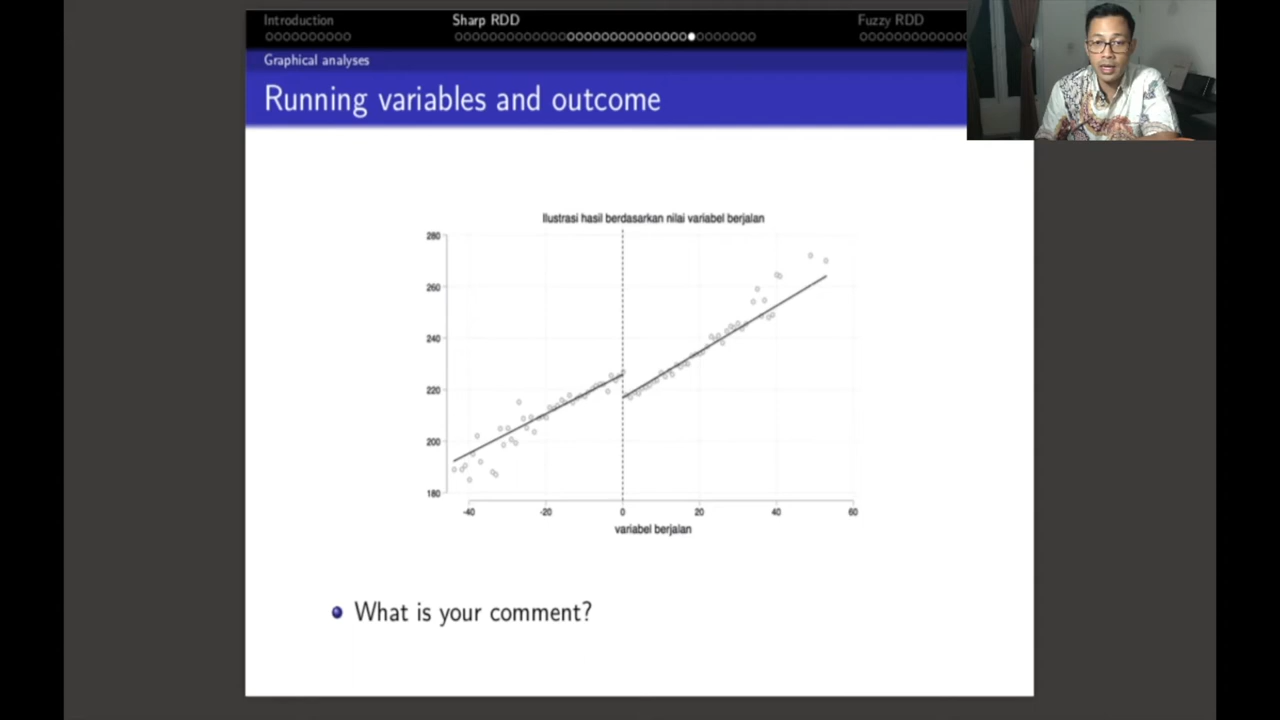 Introduction
Sharp RDD
Fuzzy RDD
Graphical analyses
Running variables and outcome
Ilustrasi hasil berdasarkan nilai variabel berjalan
280
260
240
220
200
180
-40 -20 0 20 40 60
variabel berjalan
What is your comment?